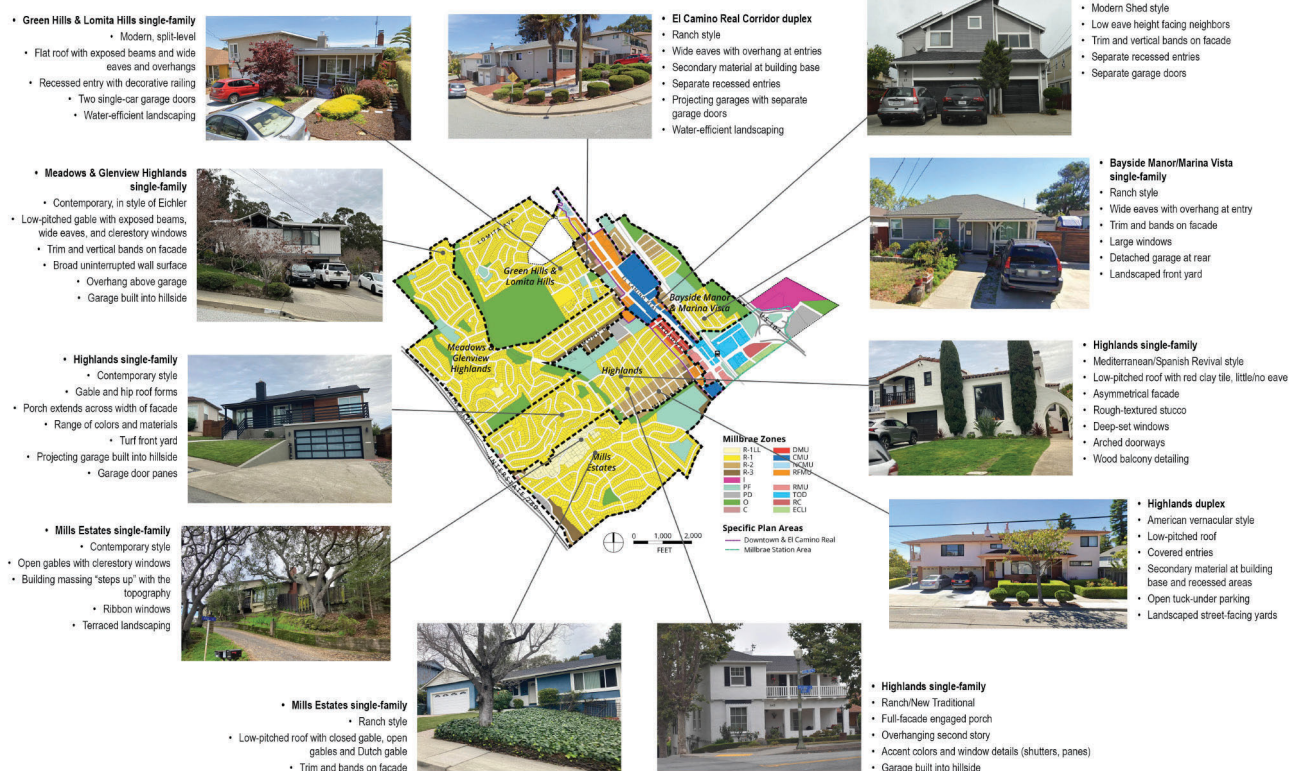 • Green Hills & Lomita Hills single-family
• Modern, split-level
• Flat roof with exposed beams and wide
eaves and overhangs
• Recessed entry with decorative railing
• Two single-car garage doors
• Water-efficient landscaping
• El Camino Real Corridor duplex
• Ranch style
• Wide eaves with overhang at entries
• Secondary material at building base
• Separate recessed entries
• Projecting garages with separate
garage doors
• Water-efficient landscaping
• Modern Shed style
• Low eave height facing neighbors
• Trim and vertical bands on facade
• Separate recessed entries
• Separate garage doors
• Meadows & Glenview Highlands
single-family
• Contemporary, in style of Eichler
• Low-pitched gable with exposed beams,
wide eaves, and clerestory windows
• Trim and vertical bands on facade
• Broad uninterrupted wall surface
• Overhang above garage
• Garage built into hillside
• Bayside Manor/Marina Vista
single-family
• Ranch style
• Wide eaves with overhang at entry
• Trim and bands on facade
• Large windows
• Detached garage at rear
• Landscaped front yard
LOMITA AVE
Green Hills &
Lomita Hills
Bayside Manor
& Marina Vista
US-101
Meadows &
Glenview
Highlands
Highlands
Mills
Estates
INTERSTATE 280
• Highlands single-family
• Contemporary style
• Gable and hip roof forms
• Porch extends across width of facade
• Range of colors and materials
• Turf front yard
• Projecting garage built into hillside
• Garage door panes
• Highlands single-family
• Mediterranean/Spanish Revival style
• Low-pitched roof with red clay tile, little/no eave
• Asymmetrical facade
• Rough-textured stucco
• Deep-set windows
• Arched doorways
• Wood balcony detailing
Millbrae Zones
R-1LL
R-1
R-2
R-3
I
PF
PD
O
C
DMU
CMU
NCMU
RFMU
RMU
TOD
RC
ECLI
Specific Plan Areas
Downtown & El Camino Real
Millbrae Station Area
0 1,000 2,000
FEET
• Mills Estates single-family
• Contemporary style
• Open gables with clerestory windows
• Building massing "steps up" with the
topography
• Ribbon windows
• Terraced landscaping
• Highlands duplex
• American vernacular style
• Low-pitched roof
• Covered entries
• Secondary material at building
base and recessed areas
• Open tuck-under parking
• Landscaped street-facing yards
• Mills Estates single-family
• Ranch style
• Low-pitched roof with closed gable, open
gables and Dutch gable
• Trim and bands on facade
• Highlands single-family
• Ranch/New Traditional
• Full-facade engaged porch
• Overhanging second story
• Accent colors and window details (shutters, panes)
• Garage built into hillside